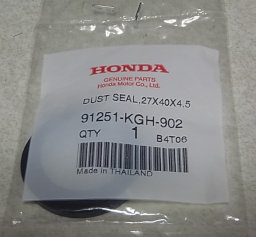 HONDA
GENUINE PARTS
Honda Motor Co., Ltd.
DUST SEAL,27X40X4.5
91251-KGH-902
QTY 1 B4T06
Made in THAILAND